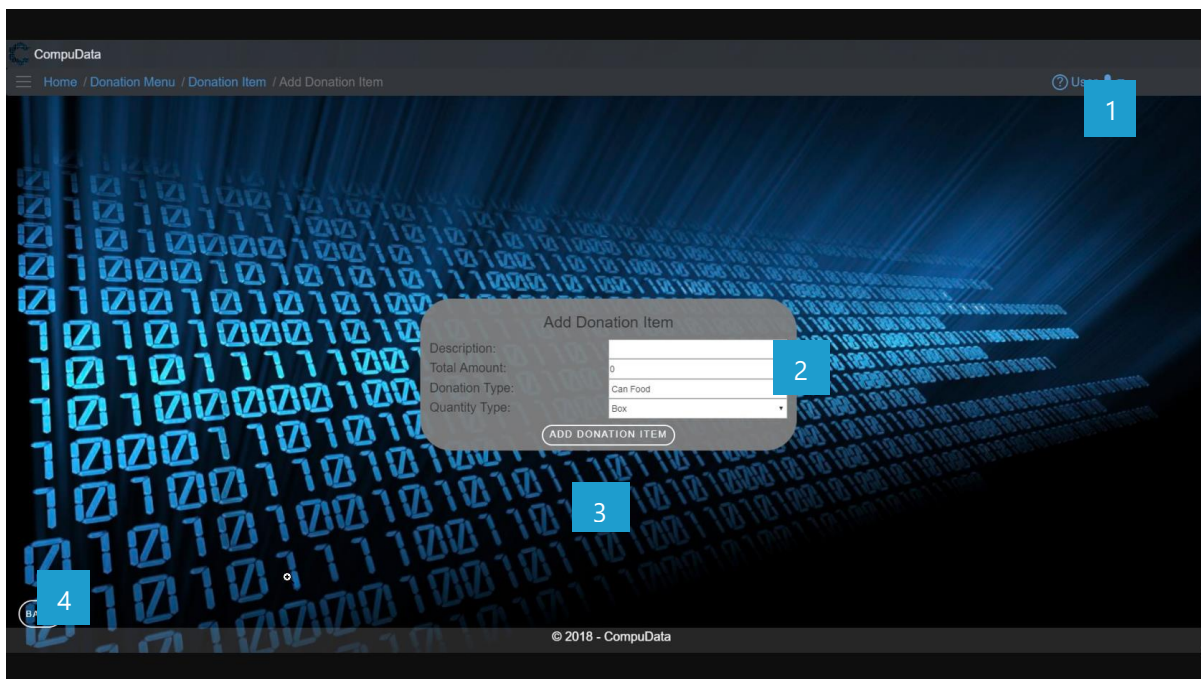 CompuData
Home / Donation Menu / Donation Item / Add Donation Item
1
Add Donation Item
Description:
2
Total Amount: 0
Donation Type: Can Food
Quantity Type: Box
ADD DONATION ITEM
3
4
© 2018 - CompuData